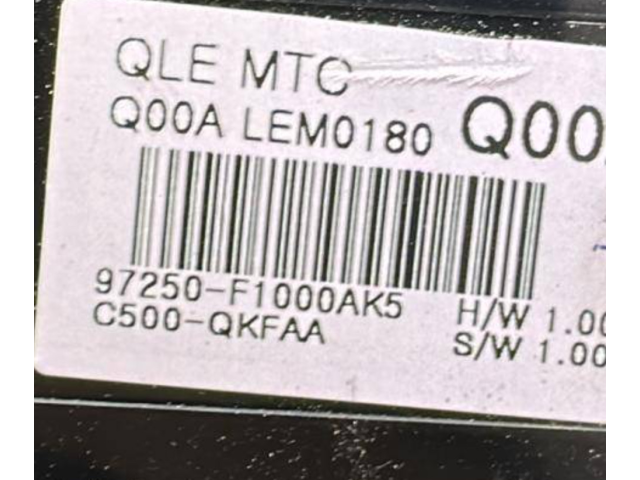 QLE MTC
Q00A LEM0180 Q00
97250-F1000AK5 H/W 1.00
C500-QKFAA S/W 1.00